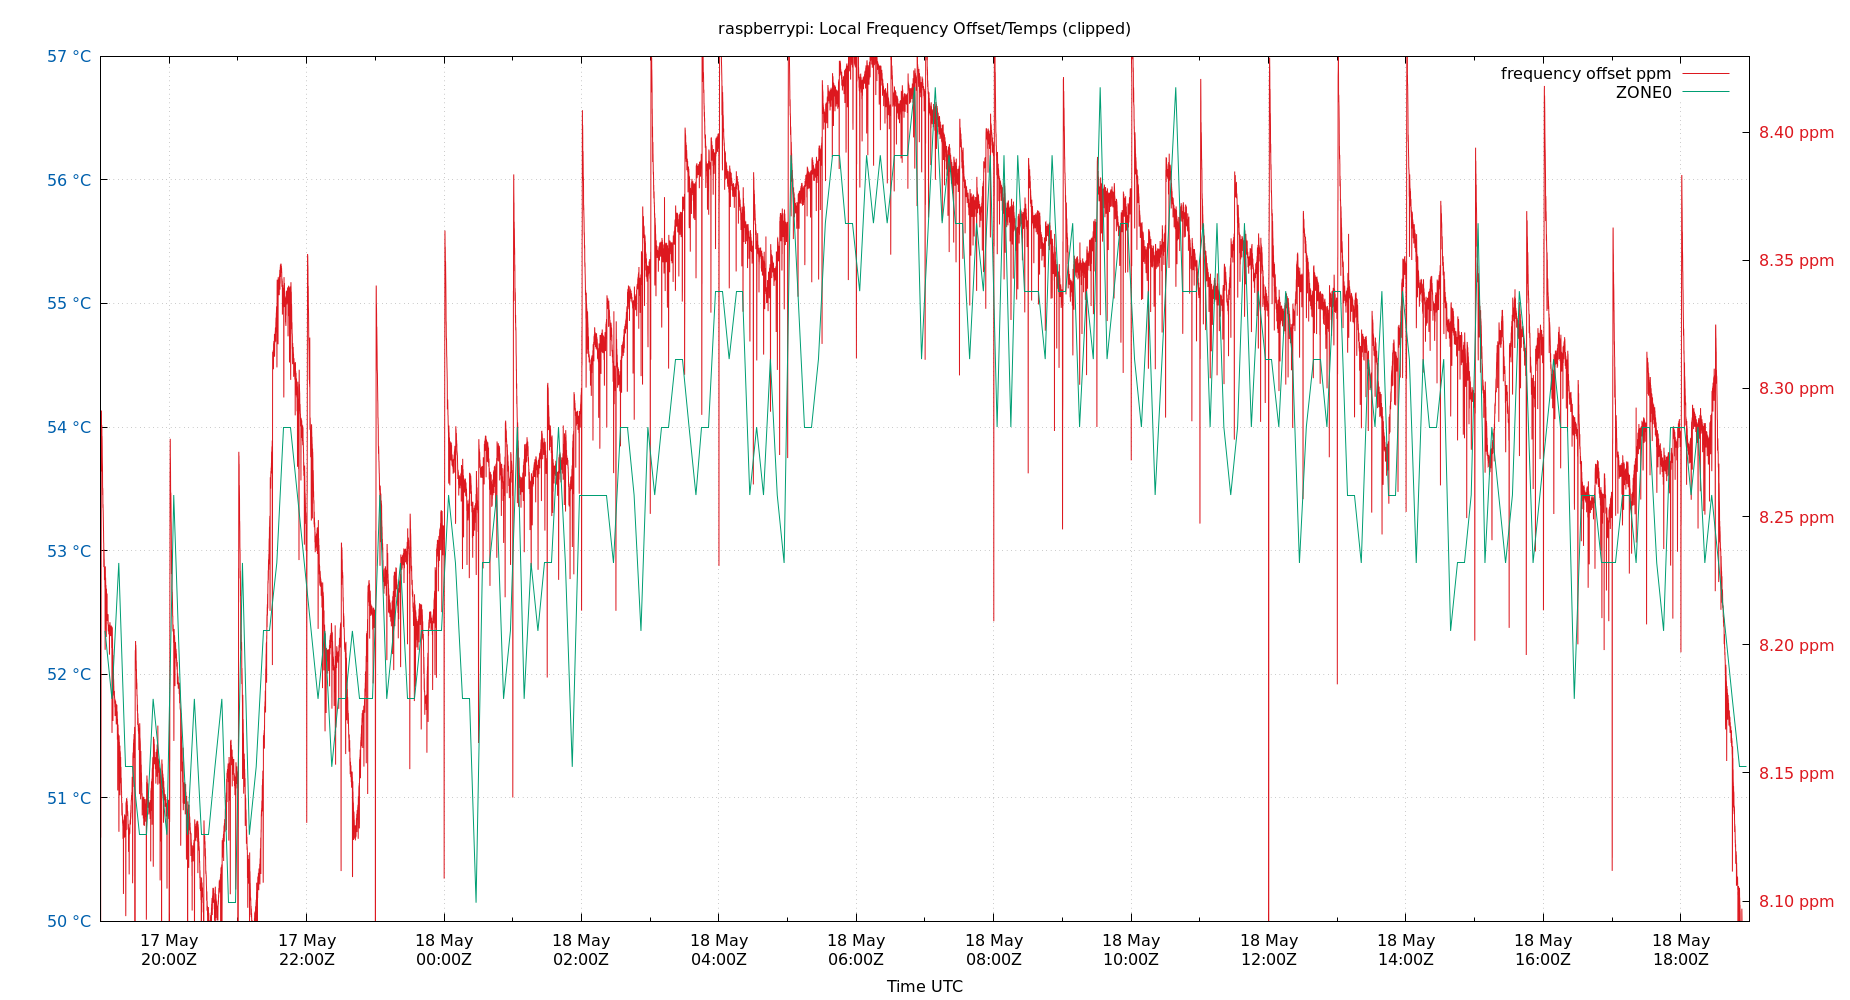 raspberrypi: Local Frequency Offset/Temps (clipped)
57 °C
56 °C
55 °C
54 °C
53 °C
52 °C
51 °C
50 °C
frequency offset ppm
ZONE0
8.40 ppm
8.35 ppm
8.30 ppm
8.25 ppm
8.20 ppm
8.15 ppm
8.10 ppm
17 May 17 May 18 May 18 May 18 May 18 May 18 May 18 May 18 May 18 May 18 May 18 May
20:00Z 22:00Z 00:00Z 02:00Z 04:00Z 06:00Z 08:00Z 10:00Z 12:00Z 14:00Z 16:00Z 18:00Z
Time UTC